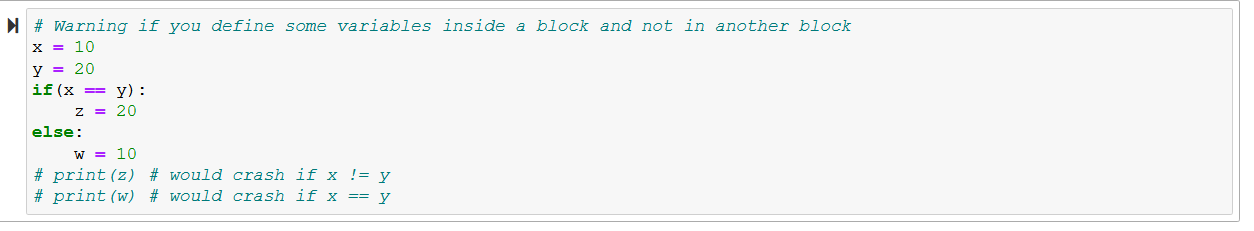 # Warning if you define some variables inside a block and not in another block
x = 10
y = 20
if(x == y):
    z = 20
else:
    w = 10
# print(z) # would crash if x != y
# print(w) # would crash if x == y